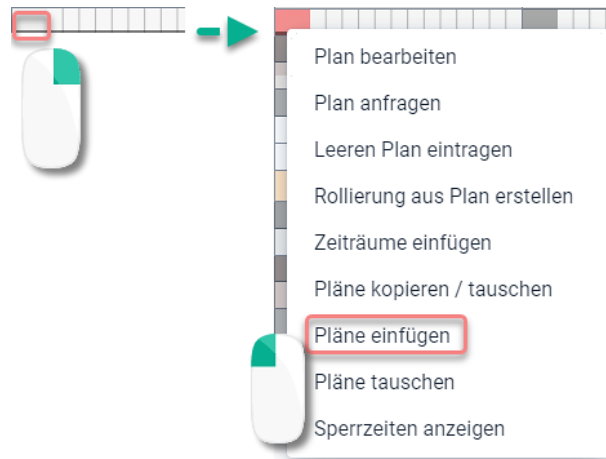 Plan bearbeiten
Plan anfragen
Leeren Plan eintragen
Rollierung aus Plan erstellen
Zeiträume einfügen
Pläne kopieren / tauschen
Pläne einfügen
Pläne tauschen
Sperrzeiten anzeigen